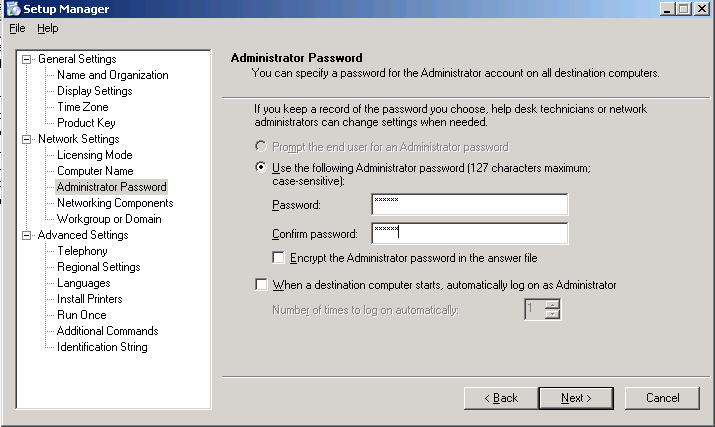 Setup Manager
File Help
General Settings
Name and Organization
Display Settings
Time Zone
Product Key
Network Settings
Licensing Mode
Computer Name
Administrator Password
Networking Components
Workgroup or Domain
Advanced Settings
Telephony
Regional Settings
Languages
Install Printers
Run Once
Additional Commands
Identification String
Administrator Password
You can specify a password for the Administrator account on all destination computers.
If you keep a record of the password you choose, help desk technicians or network
administrators can change settings when needed.
Prompt the end user for an Administrator password
Use the following Administrator password (127 characters maximum;
case-sensitive):
Password: ××××××
Confirm password: ××××××
Encrypt the Administrator password in the answer file
When a destination computer starts, automatically log on as Administrator
Number of times to log on automatically: 1
< Back Next > Cancel